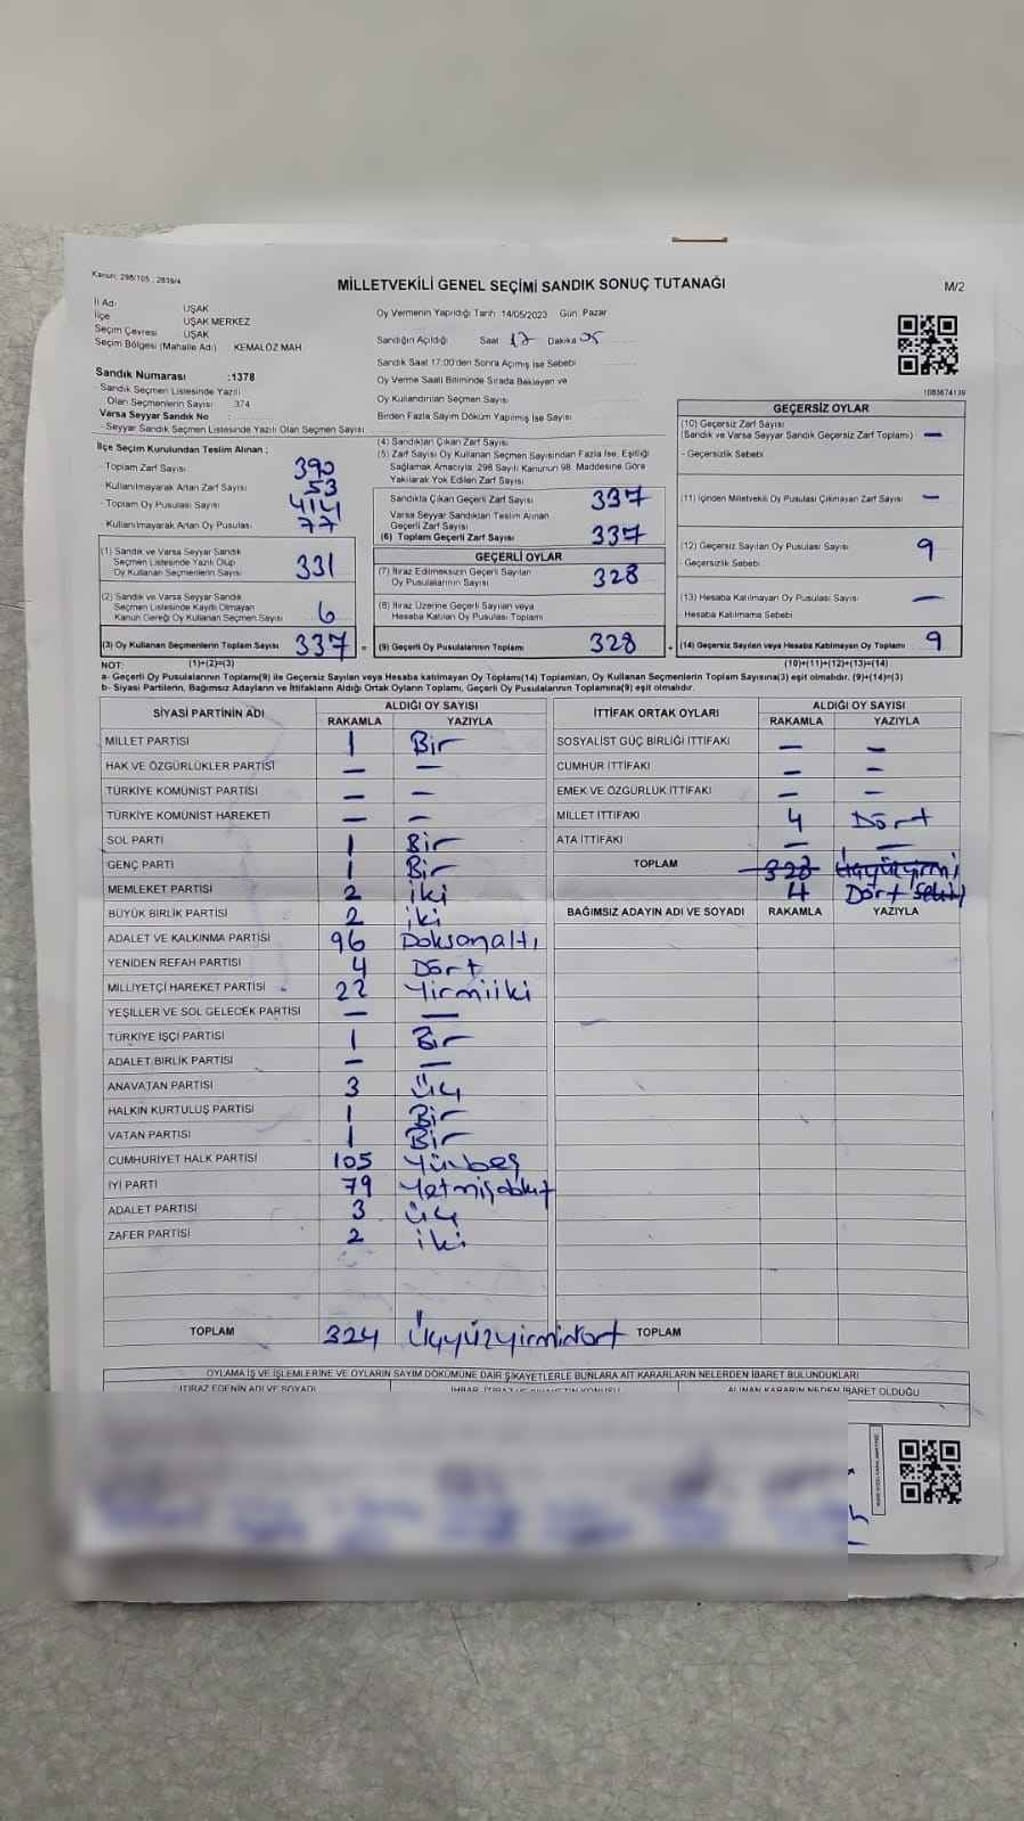 Kanun: 298/105 ; 2839/4
MİLLETVEKİLİ GENEL SEÇİMİ SANDIK SONUÇ TUTANAĞI
M/2
İl Adı UŞAK
İlçe UŞAK MERKEZ
Seçim Çevresi UŞAK
Seçim Bölgesi (Mahalle Adı) : KEMALÖZ MAH
Oy Vermenin Yapıldığı Tarih: 14/05/2023 Gün: Pazar
Sandığın Açıldığı Saat 17 Dakika 05
Sandık Saat 17:00'den Sonra Açılmış İse Sebebi
Oy Verme Saati Bitiminde Sırada Bekleyen ve
Oy Kullandırılan Seçmen Sayısı
Birden Fazla Sayım Döküm Yapılmış İse Sayısı
Sandık Numarası :1378
- Sandık Seçmen Listesinde Yazılı
Olan Seçmenlerin Sayısı : 374
Varsa Seyyar Sandık No :
- Seyyar Sandık Seçmen Listesinde Yazılı Olan Seçmen Sayısı
İlçe Seçim Kurulundan Teslim Alınan ;
- Toplam Zarf Sayısı 390
- Kullanılmayarak Artan Zarf Sayısı 53
- Toplam Oy Pusulası Sayısı 414
- Kullanılmayarak Artan Oy Pusulası 77
(1) Sandık ve Varsa Seyyar Sandık
Seçmen Listesinde Yazılı Olup
Oy Kullanan Seçmenlerin Sayısı 331
(2) Sandık ve Varsa Seyyar Sandık
Seçmen Listesinde Kayıtlı Olmayan
Kanun Gereği Oy Kullanan Seçmen Sayısı 6
(3) Oy Kullanan Seçmenlerin Toplam Sayısı 337
(1)+(2)=(3)
(4) Sandıktan Çıkan Zarf Sayısı
(5) Zarf Sayısı Oy Kullanan Seçmen Sayısından Fazla İse, Eşitliği
Sağlamak Amacıyla, 298 Sayılı Kanunun 98. Maddesine Göre
Yakılarak Yok Edilen Zarf Sayısı
Sandıkta Çıkan Geçerli Zarf Sayısı 337
Varsa Seyyar Sandıktan Teslim Alınan
Geçerli Zarf Sayısı
(6) Toplam Geçerli Zarf Sayısı 337
GEÇERLİ OYLAR
(7) İtiraz Edilmeksizin Geçerli Sayılan
Oy Pusulalarının Sayısı 328
(8) İtiraz Üzerine Geçerli Sayılan veya
Hesaba Katılan Oy Pusulası Toplamı
= (9) Geçerli Oy Pusulalarının Toplamı 328
1083674139
GEÇERSİZ OYLAR
(10) Geçersiz Zarf Sayısı
(Sandık ve Varsa Seyyar Sandık Geçersiz Zarf Toplamı) —
- Geçersizlik Sebebi
(11) İçinden Milletvekili Oy Pusulası Çıkmayan Zarf Sayısı —
(12) Geçersiz Sayılan Oy Pusulası Sayısı 9
Geçersizlik Sebebi
(13) Hesaba Katılmayan Oy Pusulası Sayısı —
Hesaba Katılmama Sebebi
+ (14) Geçersiz Sayılan veya Hesaba Katılmayan Oy Toplamı 9
(10)+(11)+(12)+(13)=(14)
NOT:
a- Geçerli Oy Pusulalarının Toplamı(9) ile Geçersiz Sayılan veya Hesaba katılmayan Oy Toplamı(14) Toplamları, Oy Kullanan Seçmenlerin Toplam Sayısına(3) eşit olmalıdır. (9)+(14)=(3)
b- Siyasi Partilerin, Bağımsız Adayların ve İttifakların Aldığı Ortak Oyların Toplamı, Geçerli Oy Pusulalarının Toplamına(9) eşit olmalıdır.
SİYASİ PARTİNİN ADI ALDIĞI OY SAYISI
RAKAMLA YAZIYLA
MİLLET PARTİSİ 1 Bir
HAK VE ÖZGÜRLÜKLER PARTİSİ — —
TÜRKİYE KOMÜNİST PARTİSİ — —
TÜRKİYE KOMÜNİST HAREKETİ — —
SOL PARTİ 1 Bir
GENÇ PARTİ 1 Bir
MEMLEKET PARTİSİ 2 iki
BÜYÜK BİRLİK PARTİSİ 2 iki
ADALET VE KALKINMA PARTİSİ 96 Doksanaltı
YENİDEN REFAH PARTİSİ 4 Dört
MİLLİYETÇİ HAREKET PARTİSİ 22 Yirmiiki
YEŞİLLER VE SOL GELECEK PARTİSİ — —
TÜRKİYE İŞÇİ PARTİSİ 1 Bir
ADALET BİRLİK PARTİSİ — —
ANAVATAN PARTİSİ 3 Üç
HALKIN KURTULUŞ PARTİSİ 1 Bir
VATAN PARTİSİ 1 Bir
CUMHURİYET HALK PARTİSİ 105 Yüzbeş
İYİ PARTİ 79 Yetmişdokuz
ADALET PARTİSİ 3 üç
ZAFER PARTİSİ 2 iki
TOPLAM 324 Üçyüzyirmidört
İTTİFAK ORTAK OYLARI ALDIĞI OY SAYISI
RAKAMLA YAZIYLA
SOSYALİST GÜÇ BİRLİĞİ İTTİFAKI — —
CUMHUR İTTİFAKI — —
EMEK VE ÖZGÜRLÜK İTTİFAKI — —
MİLLET İTTİFAKI 4 Dört
ATA İTTİFAKI — —
TOPLAM 328 Üçyüzyirmi
4 Dört sekiz
BAĞIMSIZ ADAYIN ADI VE SOYADI RAKAMLA YAZIYLA
TOPLAM
OYLAMA İŞ VE İŞLEMLERİNE VE OYLARIN SAYIM DÖKÜMÜNE DAİR ŞİKAYETLERLE BUNLARA AİT KARARLARIN NELERDEN İBARET BULUNDUKLARI
İTİRAZ EDENİN ADI VE SOYADI
ALINAN KARARIN NEDEN İBARET OLDUĞU